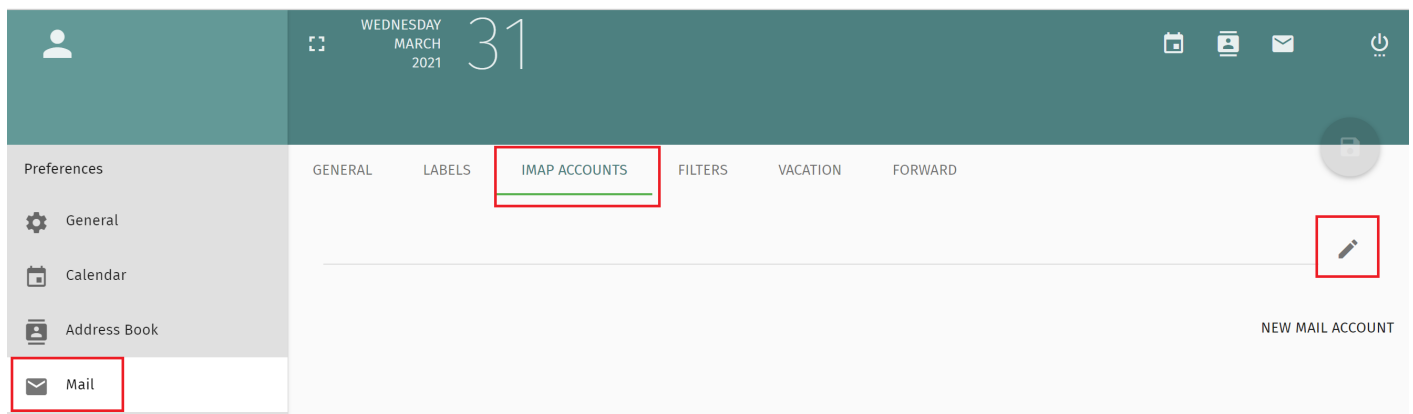 WEDNESDAY
MARCH
2021
31
Preferences
General
Calendar
Address Book
Mail
GENERAL LABELS IMAP ACCOUNTS FILTERS VACATION FORWARD
NEW MAIL ACCOUNT